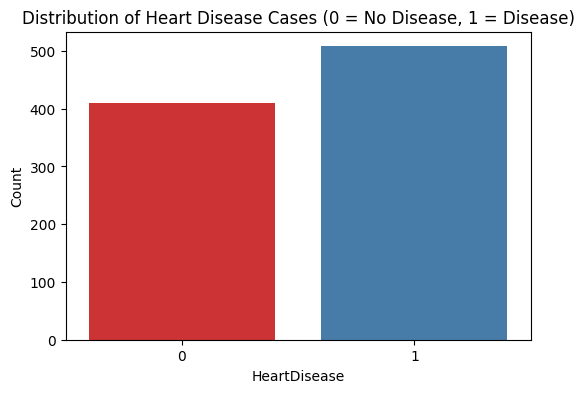 Distribution of Heart Disease Cases (0 = No Disease, 1 = Disease)
500
400
300
200
100
0
Count
0 1
HeartDisease